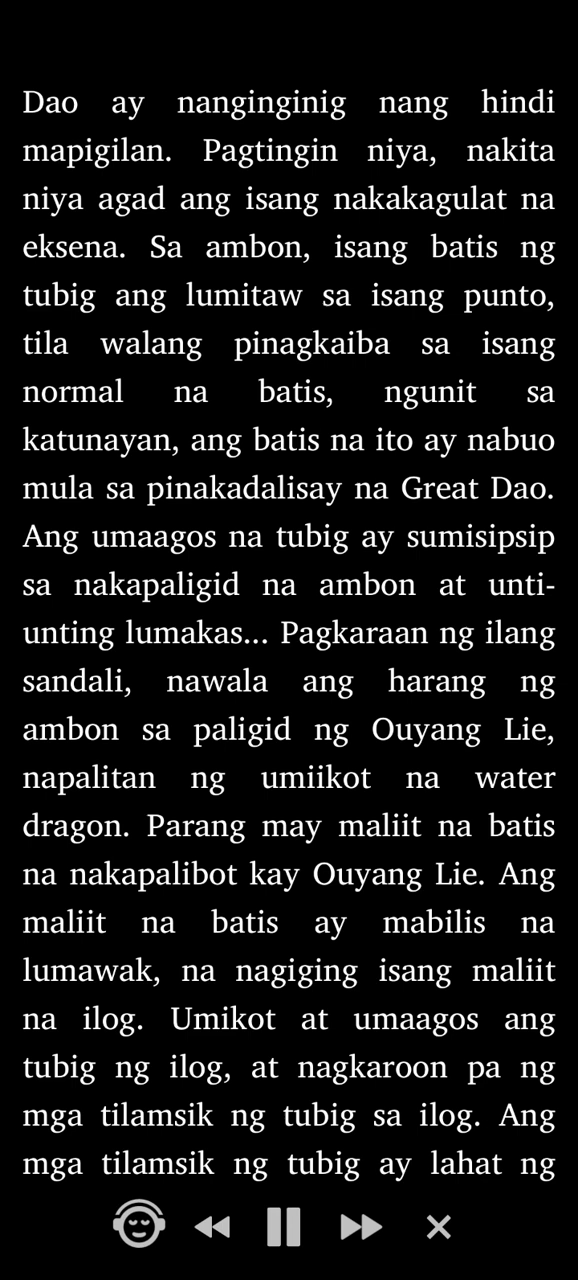 Dao ay nanginginig nang hindi
mapigilan. Pagtingin niya, nakita
niya agad ang isang nakakagulat na
eksena. Sa ambon, isang batis ng
tubig ang lumitaw sa isang punto,
tila walang pinagkaiba sa isang
normal na batis, ngunit sa
katunayan, ang batis na ito ay nabuo
mula sa pinakadalisay na Great Dao.
Ang umaagos na tubig ay sumisipsip
sa nakapaligid na ambon at unti-
unting lumakas... Pagkaraan ng ilang
sandali, nawala ang harang ng
ambon sa paligid ng Ouyang Lie,
napalitan ng umiikot na water
dragon. Parang may maliit na batis
na nakapalibot kay Ouyang Lie. Ang
maliit na batis ay mabilis na
lumawak, na nagiging isang maliit
na ilog. Umikot at umaagos ang
tubig ng ilog, at nagkaroon pa ng
mga tilamsik ng tubig sa ilog. Ang
mga tilamsik ng tubig ay lahat ng